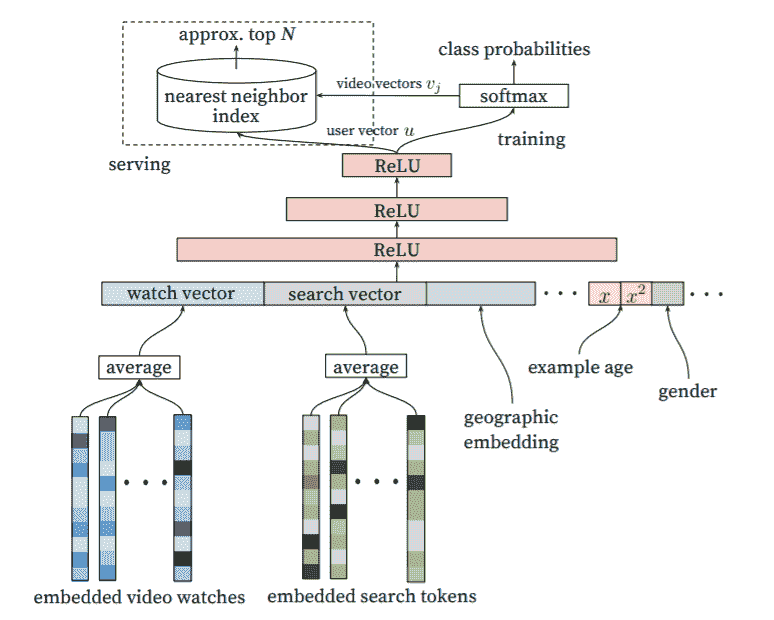 approx. top N
class probabilities
nearest neighbor
index
video vectors v_j
softmax
user vector u
training
serving
ReLU
ReLU
ReLU
watch vector
search vector
x
x²
average
average
example age
gender
geographic
embedding
embedded video watches
embedded search tokens